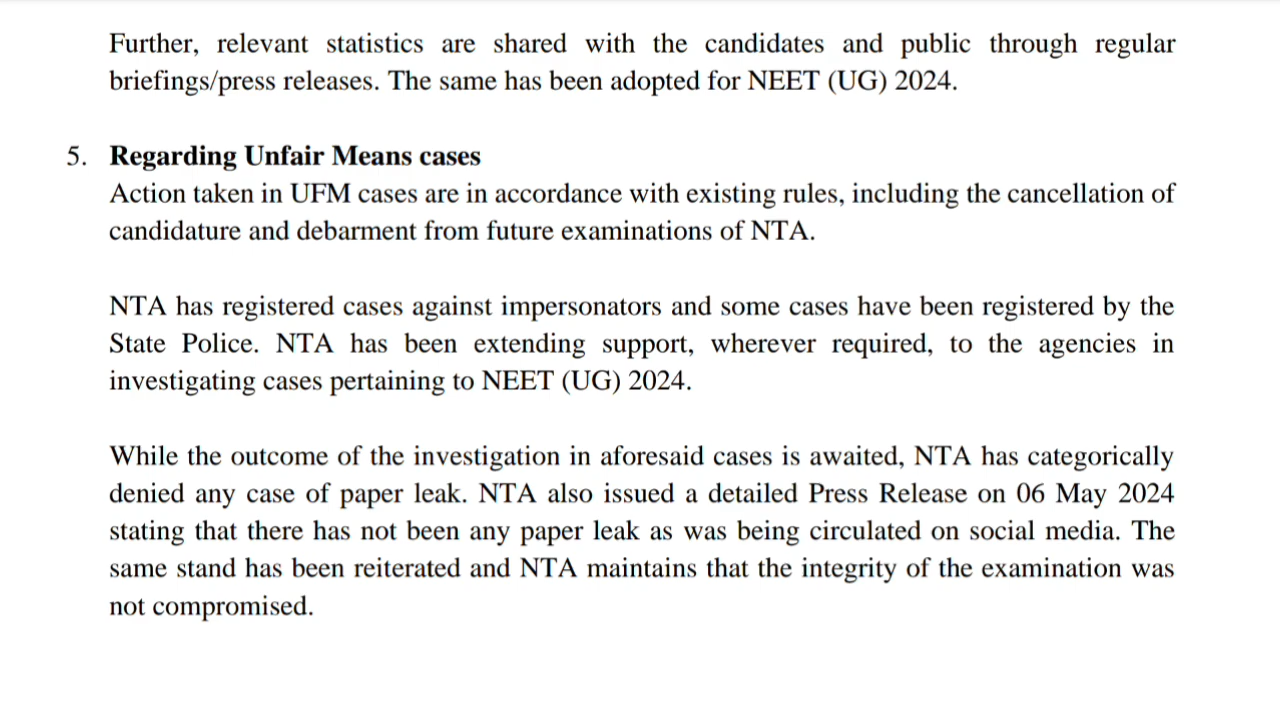 Further, relevant statistics are shared with the candidates and public through regular
briefings/press releases. The same has been adopted for NEET (UG) 2024.
5. Regarding Unfair Means cases
Action taken in UFM cases are in accordance with existing rules, including the cancellation of
candidature and debarment from future examinations of NTA.
NTA has registered cases against impersonators and some cases have been registered by the
State Police. NTA has been extending support, wherever required, to the agencies in
investigating cases pertaining to NEET (UG) 2024.
While the outcome of the investigation in aforesaid cases is awaited, NTA has categorically
denied any case of paper leak. NTA also issued a detailed Press Release on 06 May 2024
stating that there has not been any paper leak as was being circulated on social media. The
same stand has been reiterated and NTA maintains that the integrity of the examination was
not compromised.